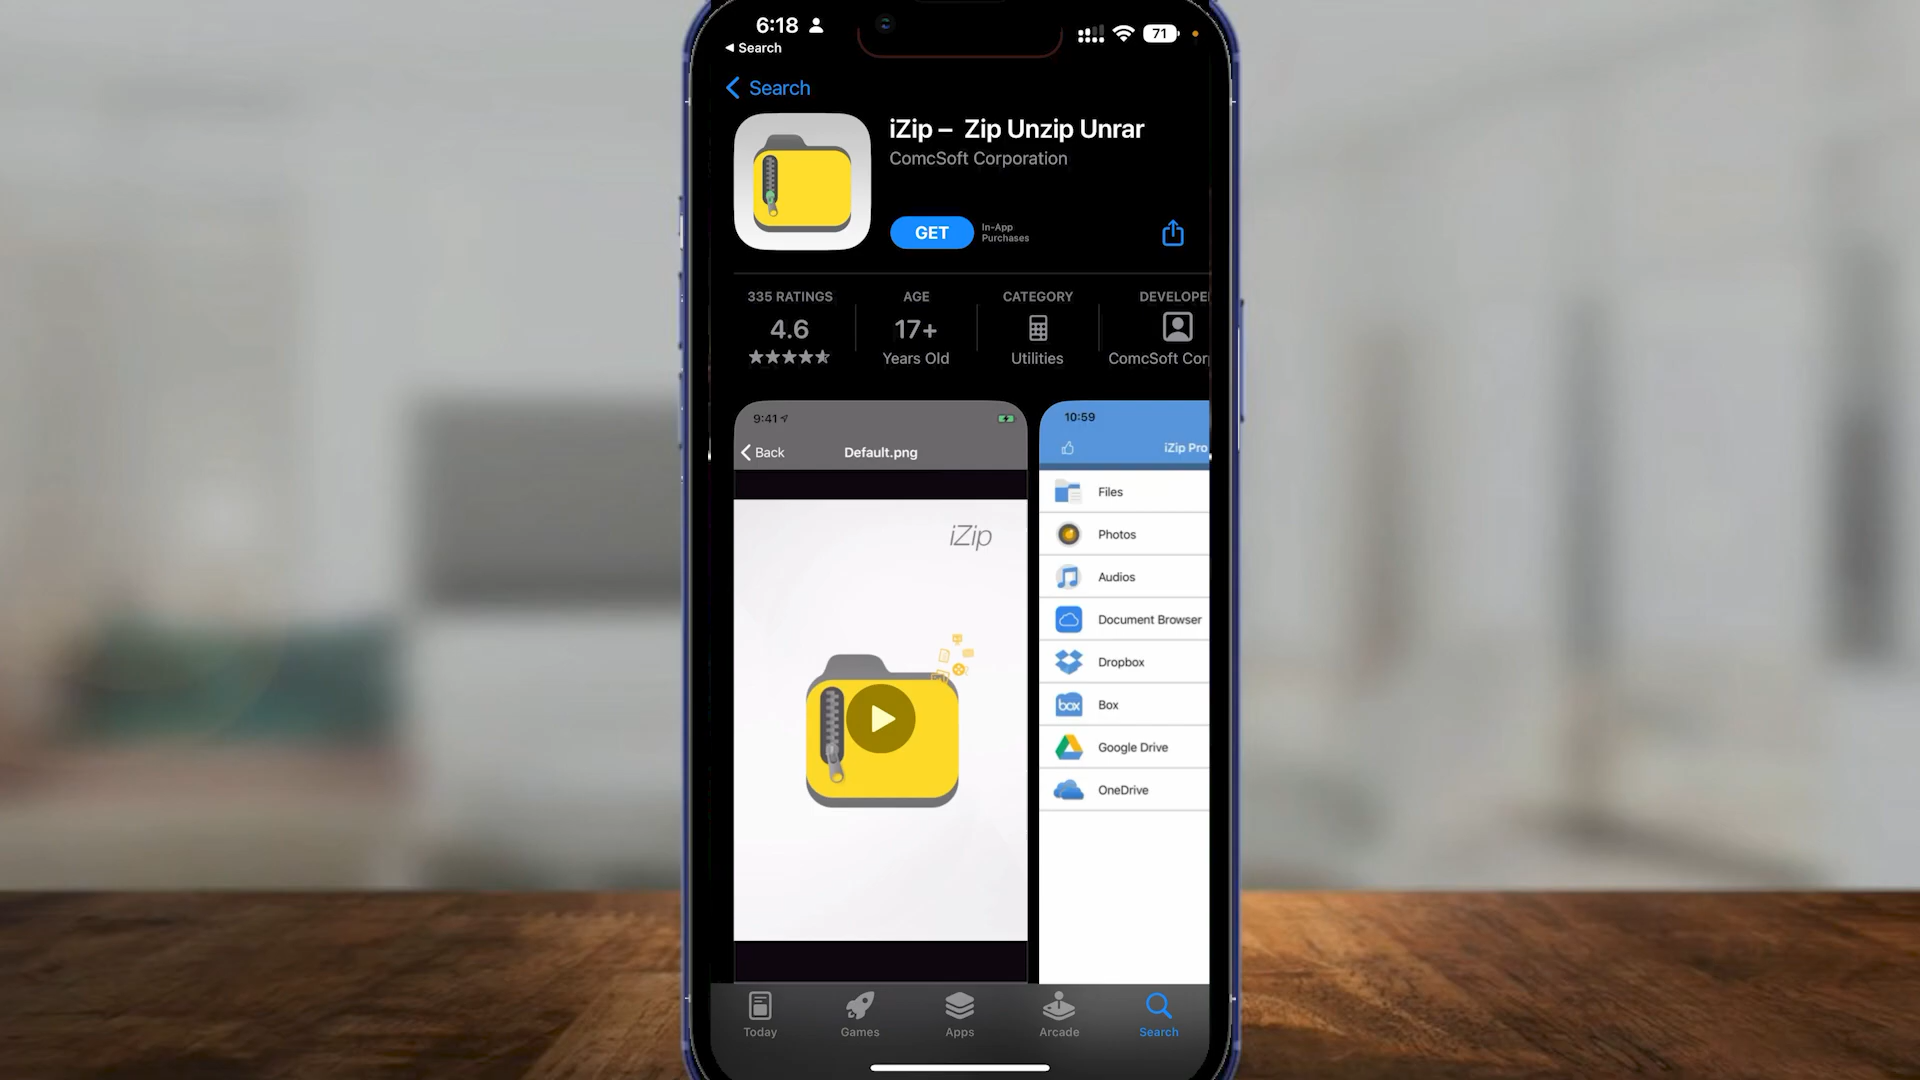 6:18
71
Search
Search
iZip – Zip Unzip Unrar
ComcSoft Corporation
GET
In-App
Purchases
335 RATINGS
4.6
AGE
17+
Years Old
CATEGORY
Utilities
DEVELOPE
ComcSoft Cor
9:41
Back
Default.png
iZip
10:59
iZip Pro
Files
Photos
Audios
Document Browser
Dropbox
box
Box
Google Drive
OneDrive
Today
Games
Apps
Arcade
Search